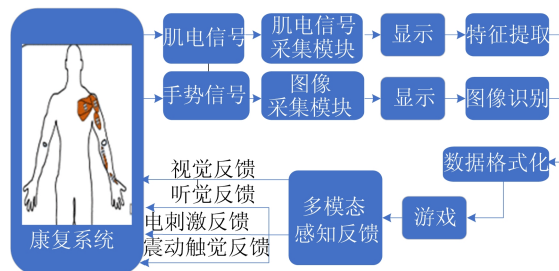 肌电信号
肌电信号
采集模块
显示
特征提取
手势信号
图像
采集模块
显示
图像识别
数据格式化
游戏
多模态
感知反馈
视觉反馈
听觉反馈
电刺激反馈
震动触觉反馈
康复系统